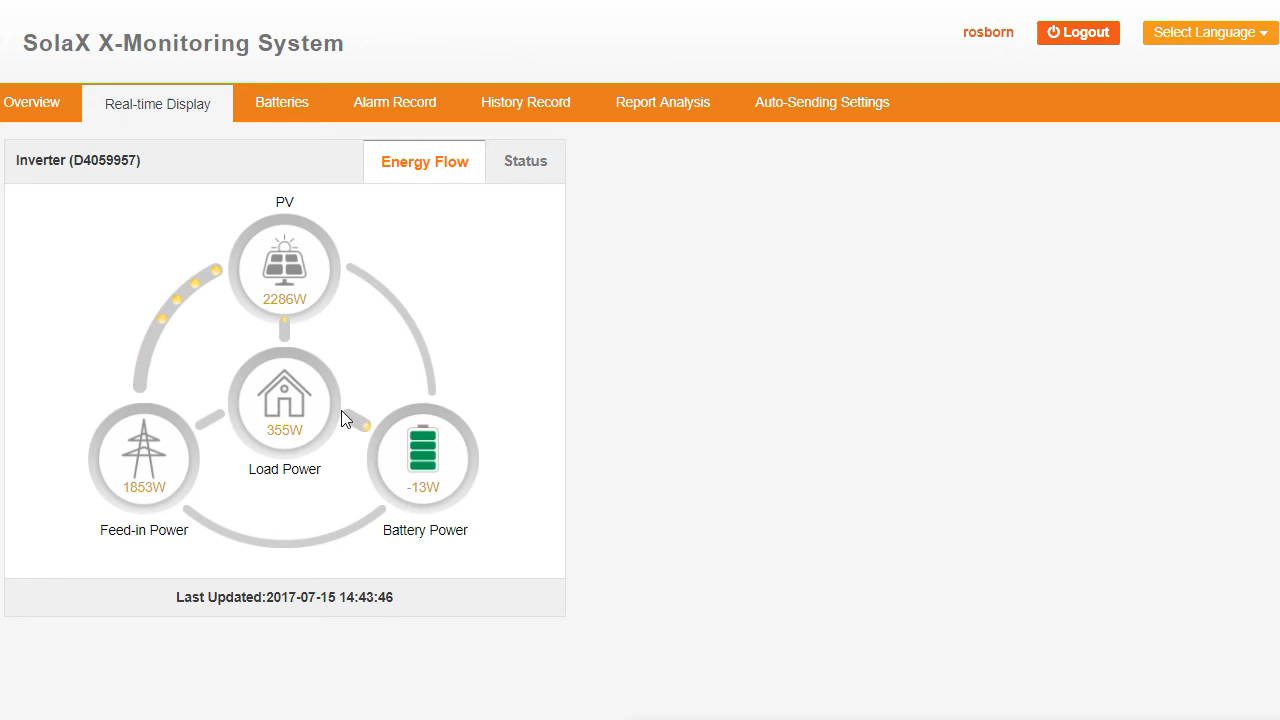 SolaX X-Monitoring System
rosborn
Logout
Select Language
Overview
Real-time Display
Batteries
Alarm Record
History Record
Report Analysis
Auto-Sending Settings
Inverter (D4059957)
Energy Flow
Status
PV
2286W
355W
Load Power
1853W
-13W
Feed-in Power
Battery Power
Last Updated:2017-07-15 14:43:46